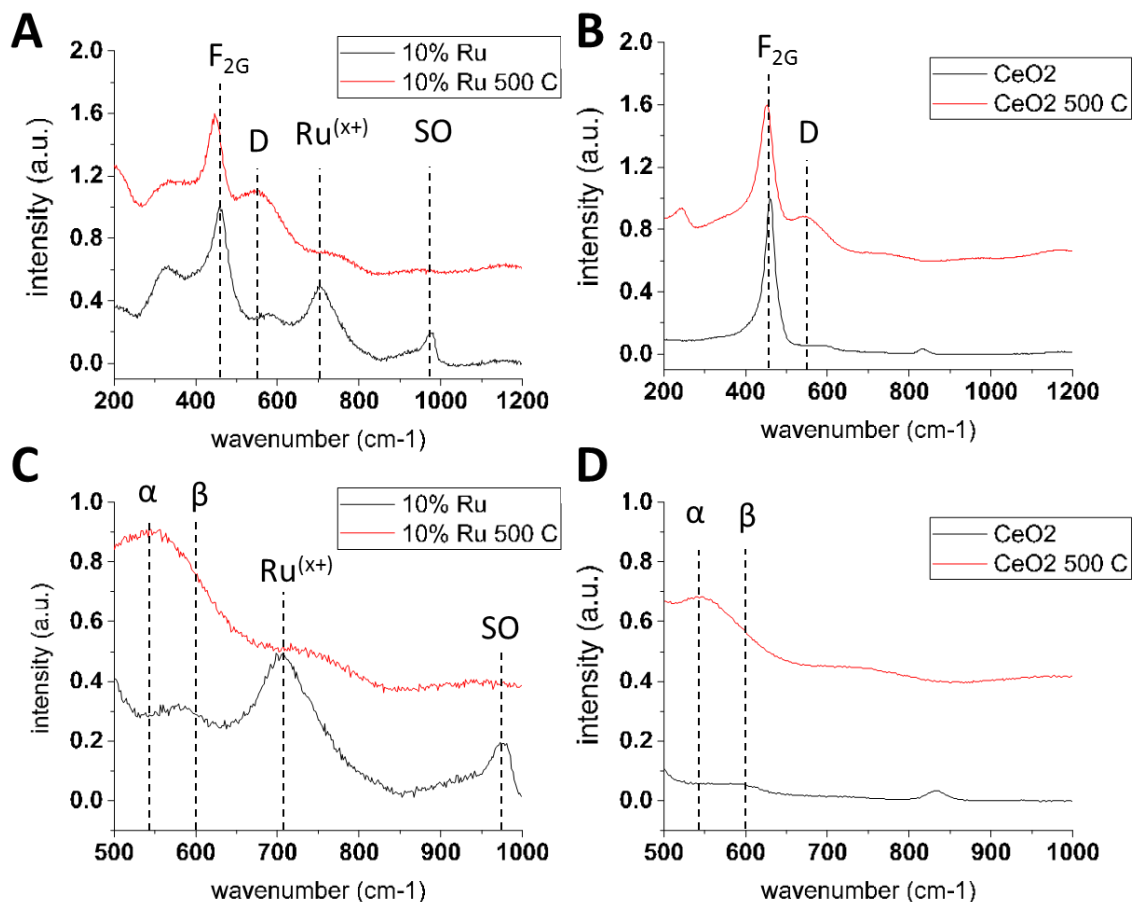 A
F2G
D
Ru(x+)
SO
10% Ru
10% Ru 500 C
2.0
1.6
1.2
0.8
0.4
0.0
intensity (a.u.)
200 400 600 800 1000 1200
wavenumber (cm-1)
B
F2G
D
CeO2
CeO2 500 C
2.0
1.6
1.2
0.8
0.4
0.0
intensity (a.u.)
200 400 600 800 1000 1200
wavenumber (cm-1)
C
α
β
Ru(x+)
SO
10% Ru
10% Ru 500 C
1.0
0.8
0.6
0.4
0.2
0.0
intensity (a.u.)
500 600 700 800 900 1000
wavenumber (cm-1)
D
α
β
CeO2
CeO2 500 C
1.0
0.8
0.6
0.4
0.2
0.0
intensity (a.u.)
500 600 700 800 900 1000
wavenumber (cm-1)